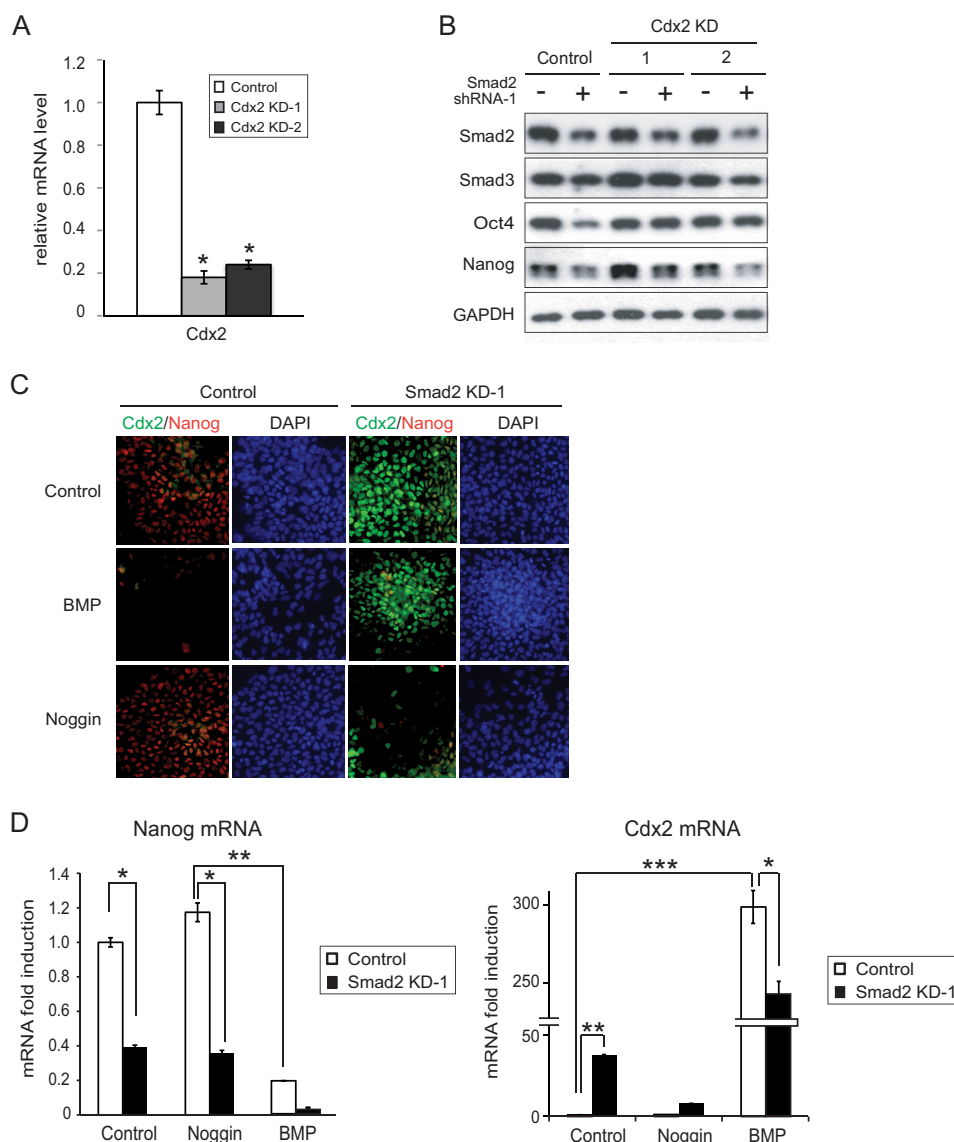 A
1.2
1.0
0.8
0.6
0.4
0.2
0
relative mRNA level
Control
Cdx2 KD-1
Cdx2 KD-2
*
*
Cdx2
B
Cdx2 KD
Control 1 2
Smad2
shRNA-1
- + - + - +
Smad2
Smad3
Oct4
Nanog
GAPDH
C
Control Smad2 KD-1
Cdx2/Nanog DAPI Cdx2/Nanog DAPI
Control
BMP
Noggin
D
Nanog mRNA
mRNA fold induction
1.4
1.2
1.0
0.8
0.6
0.4
0.2
0
*
*
**
Control
Smad2 KD-1
Control Noggin BMP
Cdx2 mRNA
mRNA fold induction
300
250
50
0
**
***
*
Control
Smad2 KD-1
Control Noggin BMP